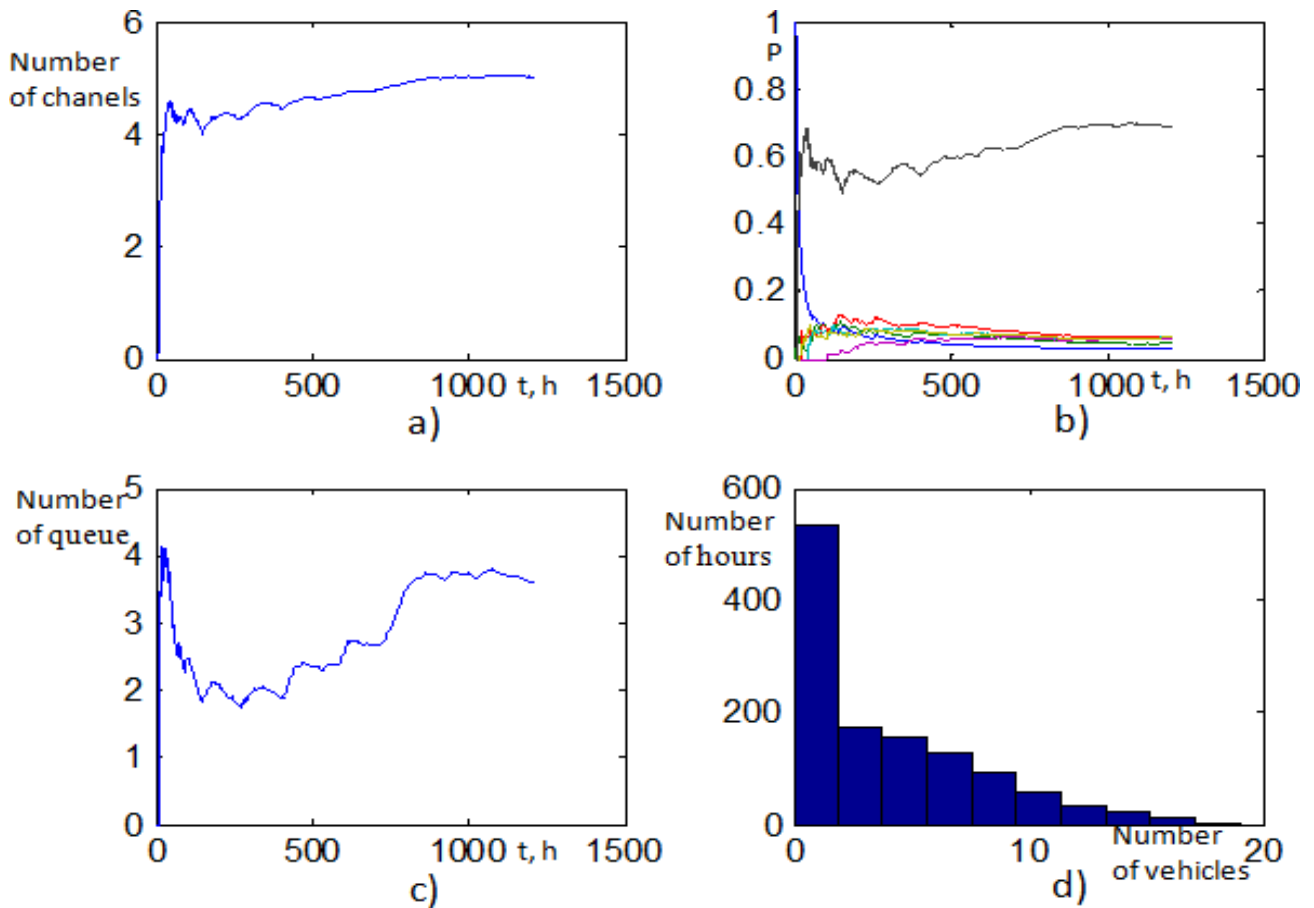 6
Number
of chanels
4
2
0
0
500
1000
t, h
1500
a)
1
P
0.8
0.6
0.4
0.2
0
0
500
1000
t, h
1500
b)
5
Number
of queue
4
3
2
1
0
0
500
1000
t, h
1500
c)
600
Number
of hours
400
200
0
0
10
20
Number
of vehicles
d)